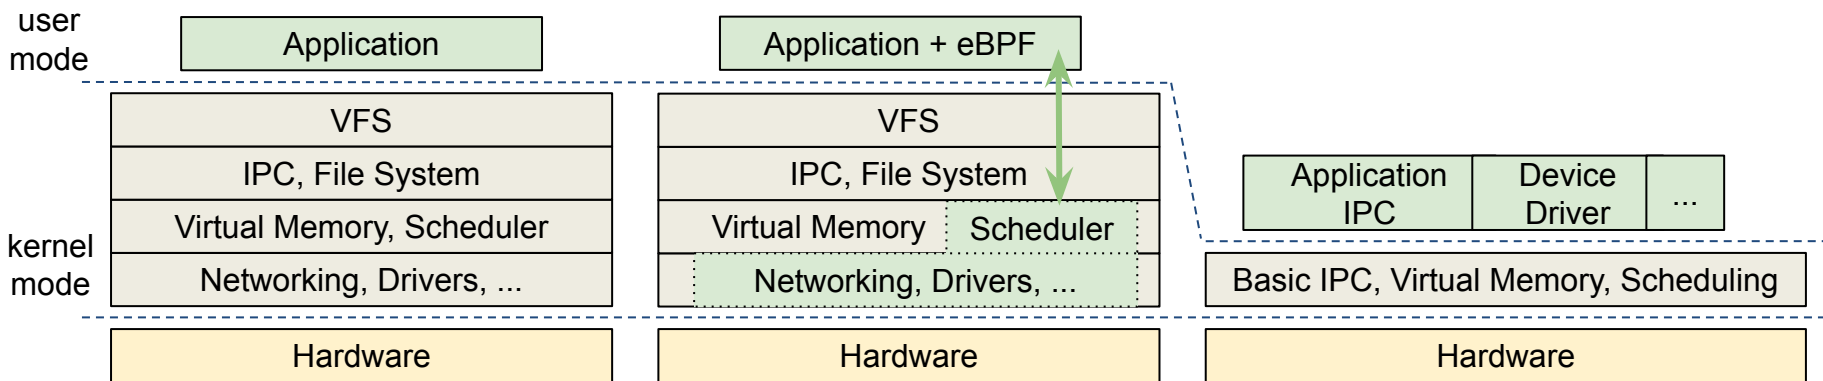 user
mode
Application
Application + eBPF
VFS
VFS
IPC, File System
IPC, File System
Application
IPC
Device
Driver
...
kernel
mode
Virtual Memory, Scheduler
Virtual Memory
Scheduler
Networking, Drivers, ...
Networking, Drivers, ...
Basic IPC, Virtual Memory, Scheduling
Hardware
Hardware
Hardware